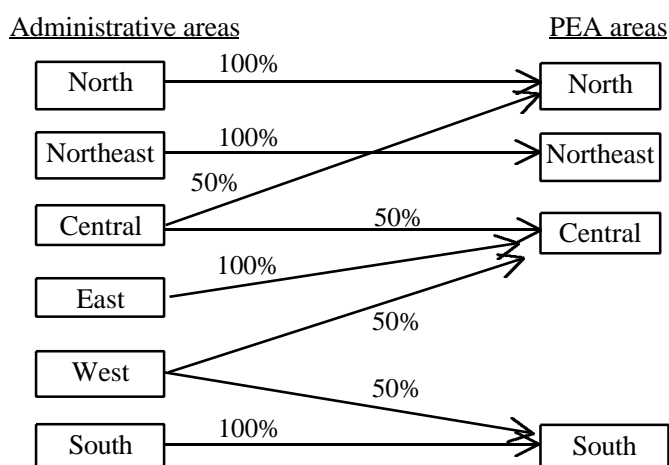 Administrative areas
PEA areas
North
100%
North
Northeast
100%
Northeast
50%
Central
50%
Central
100%
East
50%
West
50%
South
100%
South